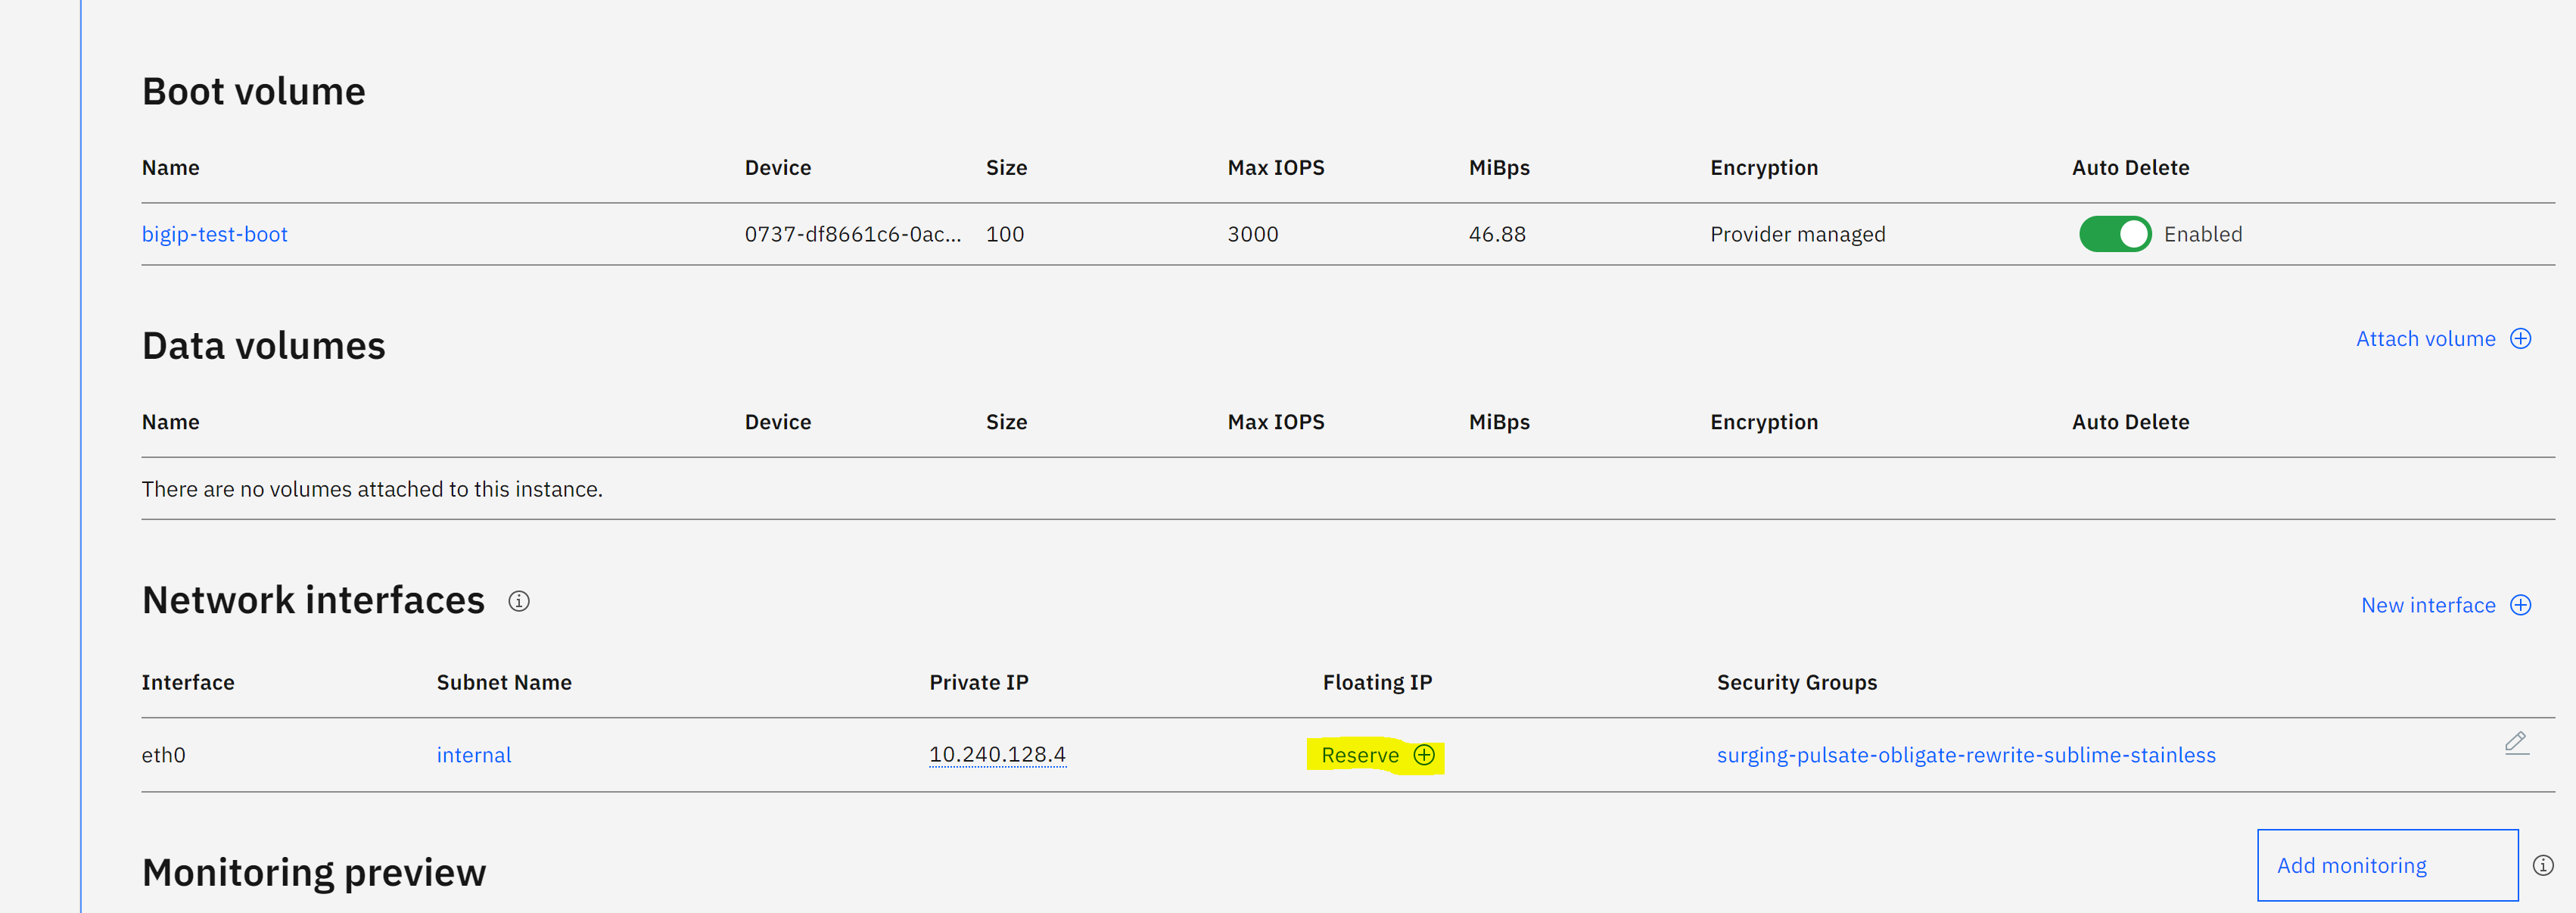 Boot volume
Name Device Size Max IOPS MiBps Encryption Auto Delete
bigip-test-boot 0737-df8661c6-0ac... 100 3000 46.88 Provider managed Enabled
Data volumes Attach volume
Name Device Size Max IOPS MiBps Encryption Auto Delete
There are no volumes attached to this instance.
Network interfaces New interface
Interface Subnet Name Private IP Floating IP Security Groups
eth0 internal 10.240.128.4 Reserve surging-pulsate-obligate-rewrite-sublime-stainless
Monitoring preview Add monitoring